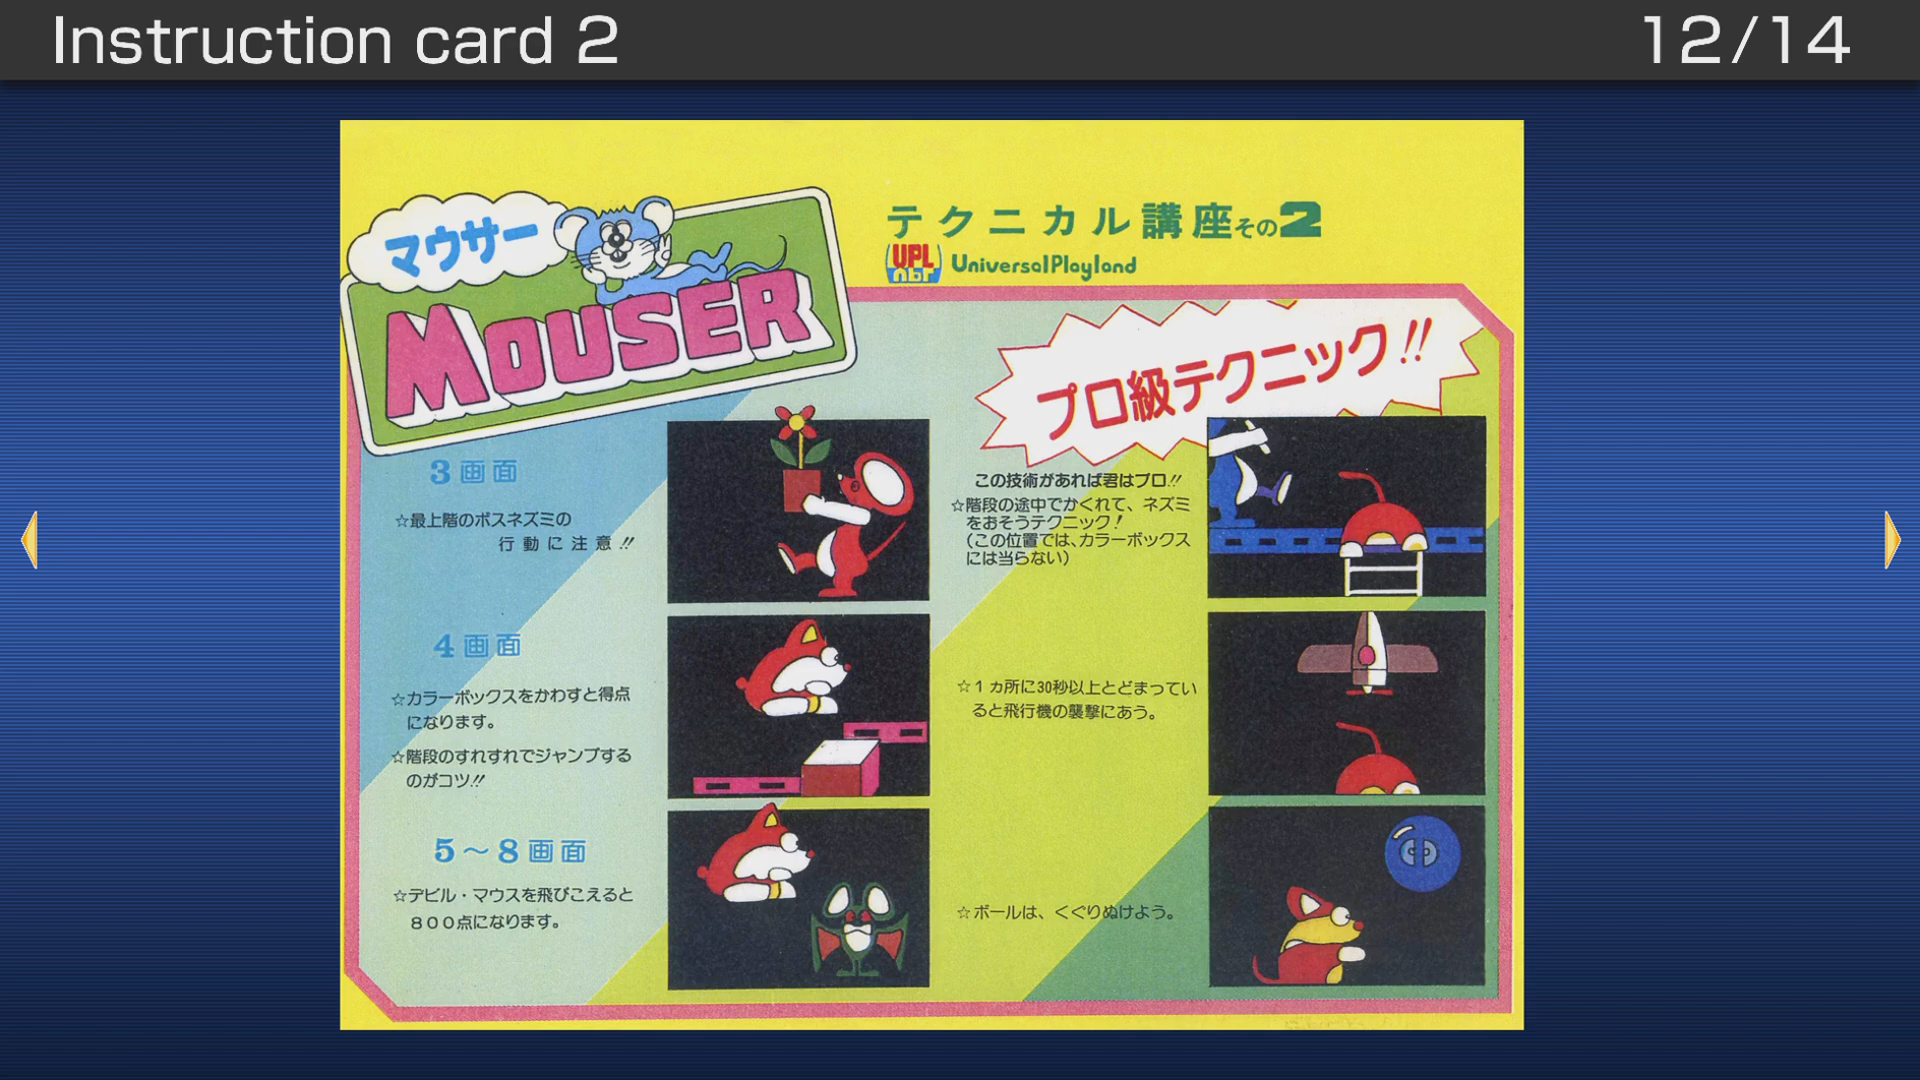 Instruction card 2
12/14
マウサー
MOUSER
テクニカル講座その2
UPL
nbr
UniversalPlayland
プロ級テクニック!!
3画面
☆最上階のボスネズミの
行動に注意!!
4画面
☆カラーボックスをかわすと得点
になります。
☆階段のすれすれでジャンプする
のがコツ!!
5〜8画面
☆デビル・マウスを飛びこえると
800点になります。
この技術があれば君はプロ!!
☆階段の途中でかくれて、ネズミ
をおそうテクニック!
(この位置では、カラーボックス
には当らない)
☆1ヵ所に30秒以上とどまってい
ると飛行機の襲撃にあう。
☆ボールは、くぐりぬけよう。